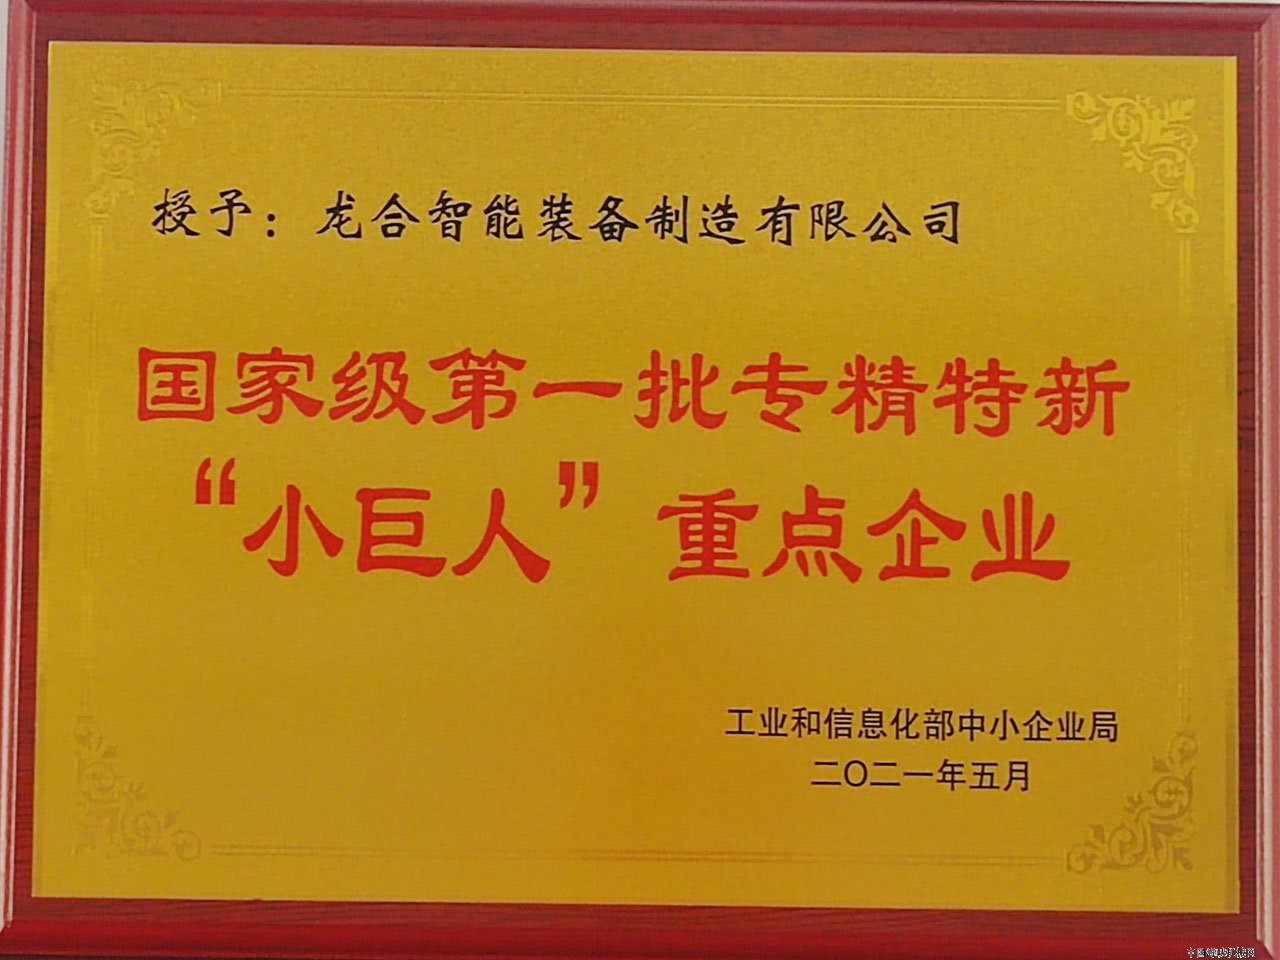 授予：龙合智能装备制造有限公司
国家级第一批专精特新
“小巨人”重点企业
工业和信息化部中小企业局
二〇二一年五月